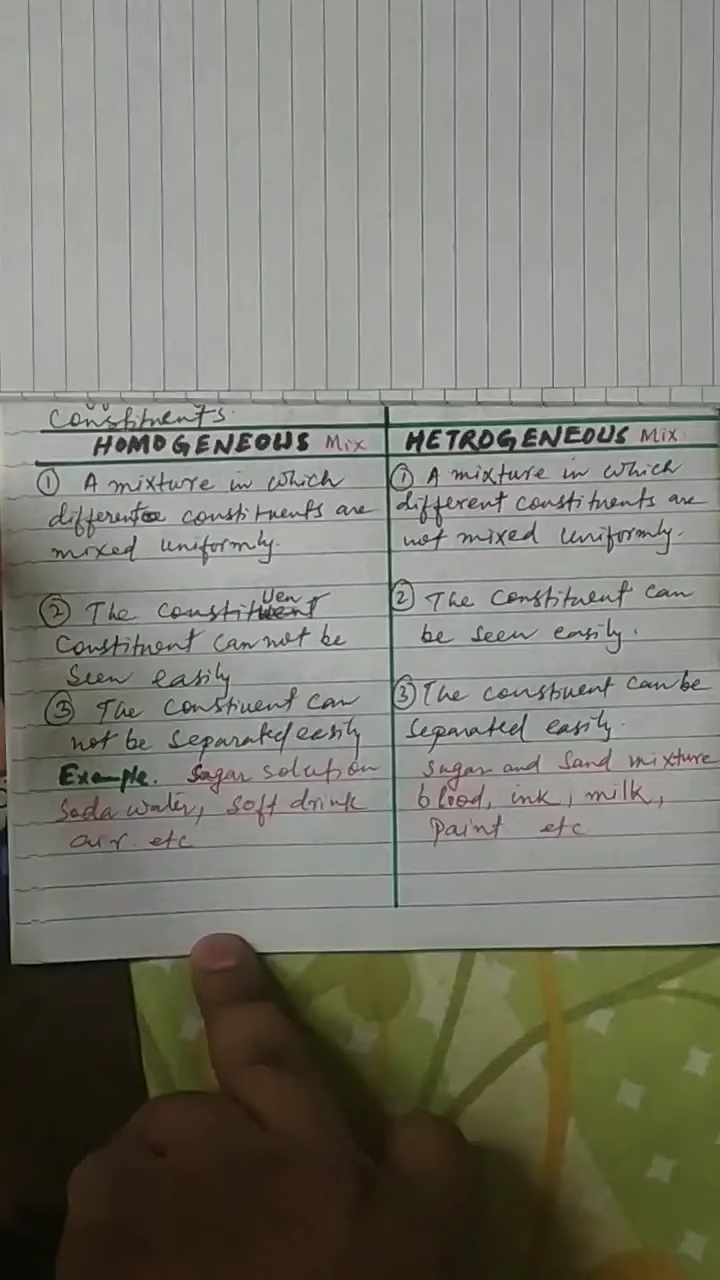 Constituents.
HOMOGENEOUS Mix
① A mixture in which
different constituents are
mixed uniformly.
② The constituent
Constituent can not be
seen easily
③ The constiuent can
not be separated easily
Example. Sugar solution
Soda water, soft drink
air. etc
HETROGENEOUS Mix
① A mixture in which
different constituents are
not mixed uniformly.
② The constituent can
be seen easily.
③ The constiuent can be
separated easily.
sugar and sand mixture
blood, ink, milk,
Paint etc